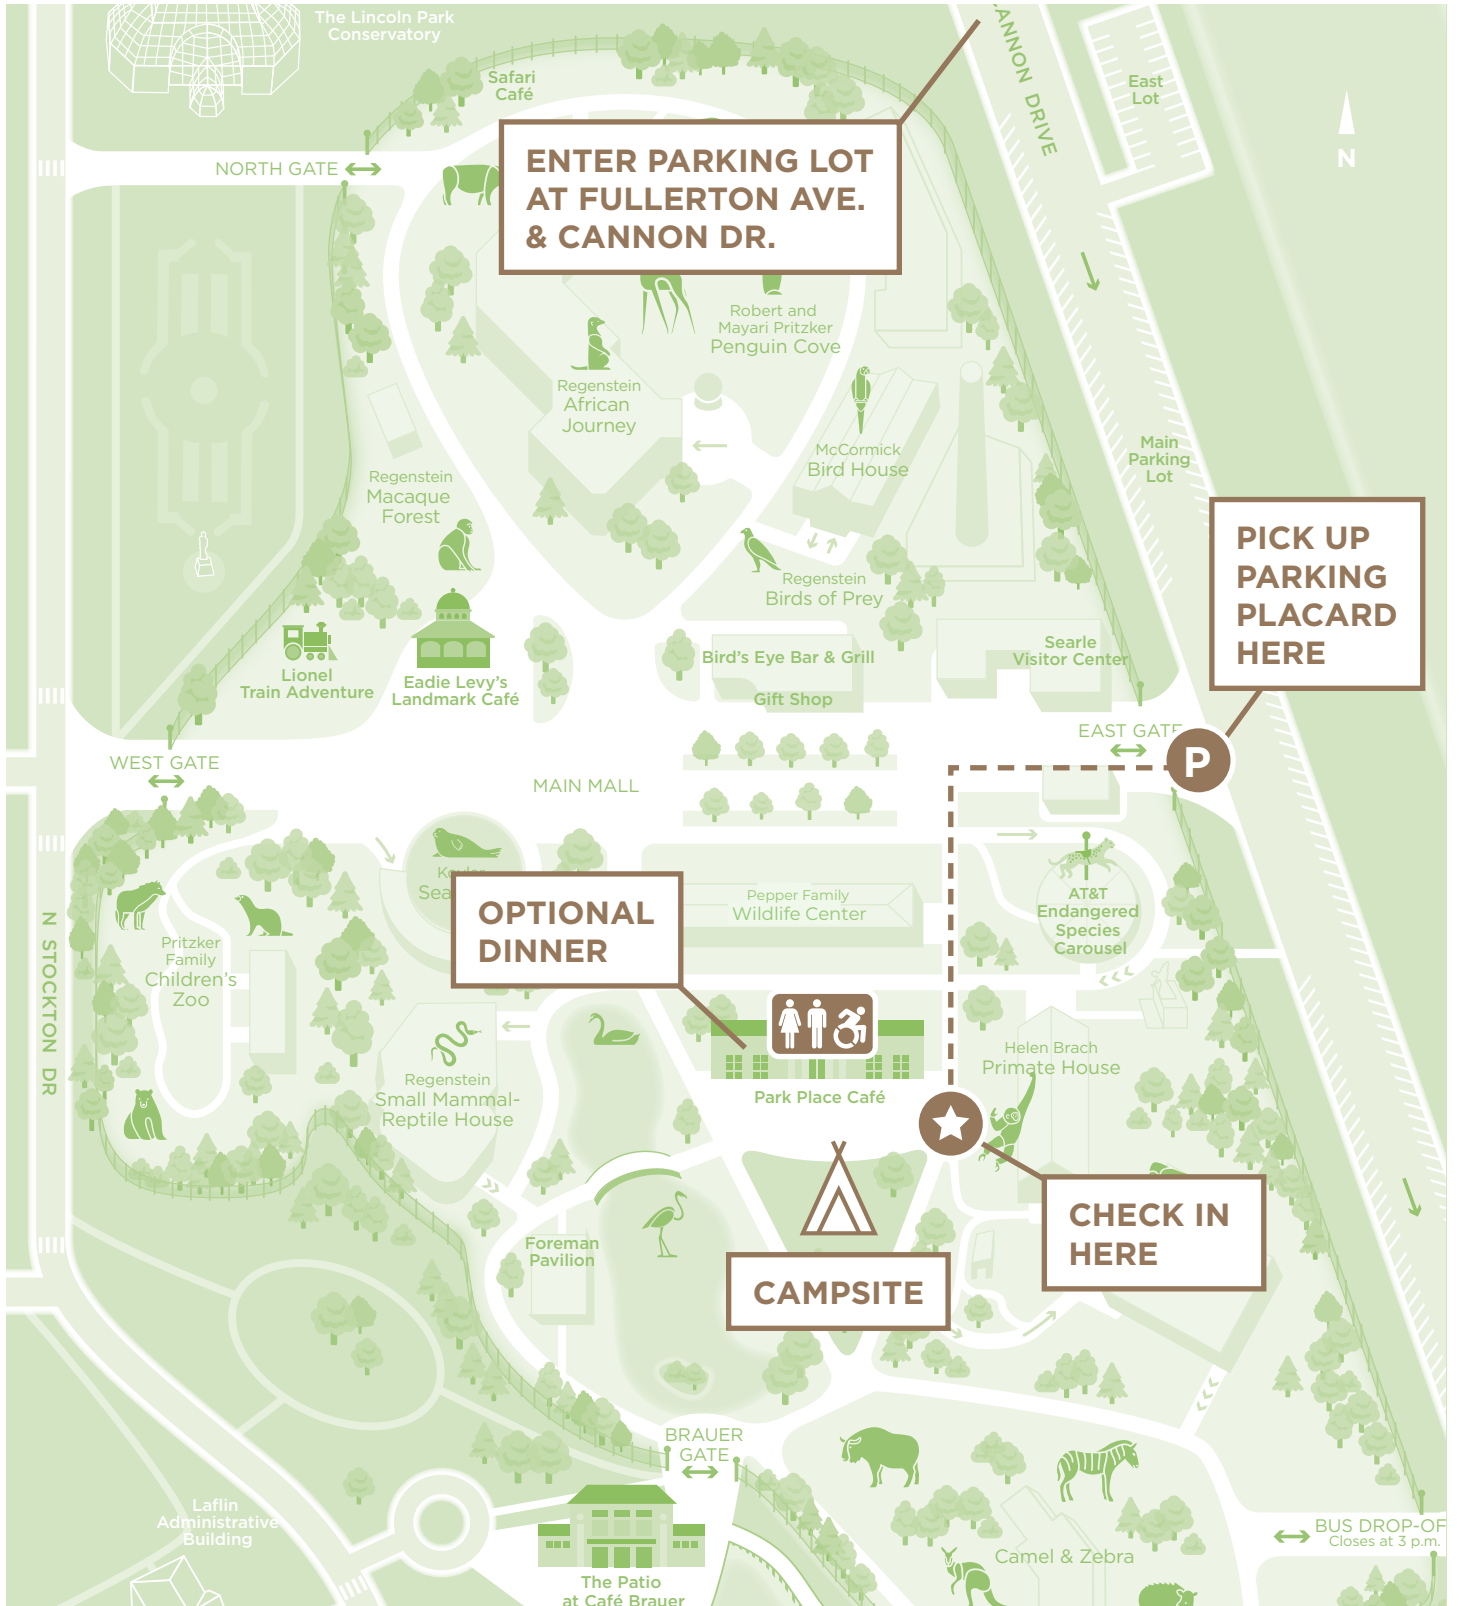 The Lincoln Park
Conservatory
Safari
Café
CANNON DRIVE
East
Lot
N
NORTH GATE
ENTER PARKING LOT
AT FULLERTON AVE.
& CANNON DR.
Robert and
Mayari Pritzker
Penguin Cove
Regenstein
African
Journey
McCormick
Bird House
Main
Parking
Lot
Regenstein
Macaque
Forest
PICK UP
PARKING
PLACARD
HERE
Regenstein
Birds of Prey
Lionel
Train Adventure
Eadie Levy's
Landmark Café
Bird's Eye Bar & Grill
Gift Shop
Searle
Visitor Center
EAST GATE
P
WEST GATE
MAIN MALL
Sea
OPTIONAL
DINNER
Pepper Family
Wildlife Center
AT&T
Endangered
Species
Carousel
N STOCKTON DR
Pritzker
Family
Children's
Zoo
Regenstein
Small Mammal-
Reptile House
Park Place Café
Helen Brach
Primate House
CHECK IN
HERE
Foreman
Pavilion
CAMPSITE
BRAUER
GATE
Laflin
Administrative
Building
The Patio
at Café Brauer
Camel & Zebra
BUS DROP-OF
Closes at 3 p.m.